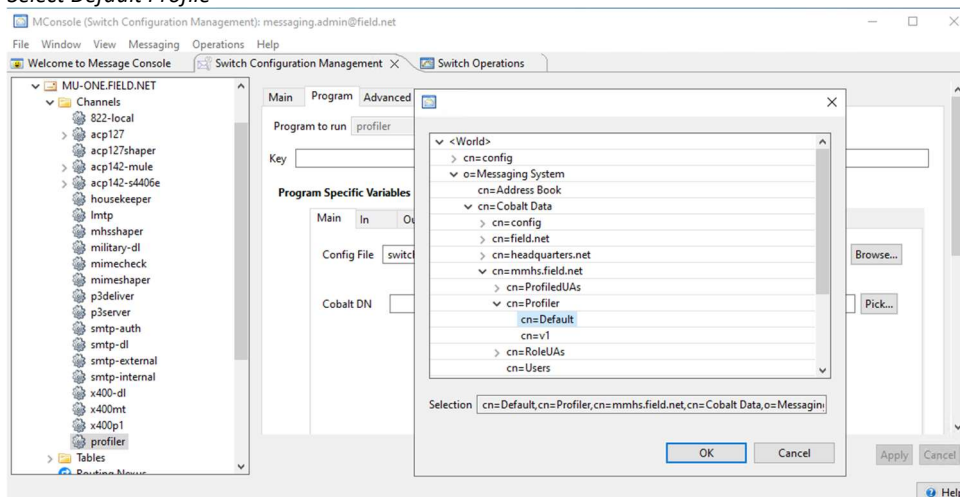 Select Default Profile
MConsole (Switch Configuration Management): messaging.admin@field.net
File Window View Messaging Operations Help
Welcome to Message Console Switch Configuration Management Switch Operations
MU-ONE.FIELD.NET
Channels
822-local
acp127
acp127shaper
acp142-mule
acp142-s4406e
housekeeper
lmtp
mhsshaper
military-dl
mimecheck
mimeshaper
p3deliver
p3server
smtp-auth
smtp-dl
smtp-external
smtp-internal
x400-dl
x400mt
x400p1
profiler
Tables
Main Program Advanced
Program to run profiler
Key
Program Specific Variables
Main In
Config File
Browse...
Cobalt DN
Pick...
<World>
cn=config
o=Messaging System
cn=Address Book
cn=Cobalt Data
cn=config
cn=field.net
cn=headquarters.net
cn=mmhs.field.net
cn=ProfiledUAs
cn=Profiler
cn=Default
cn=v1
cn=RoleUAs
cn=Users
Selection cn=Default,cn=Profiler,cn=mmhs.field.net,cn=Cobalt Data,o=Messaging
OK Cancel
Apply Cancel
Help